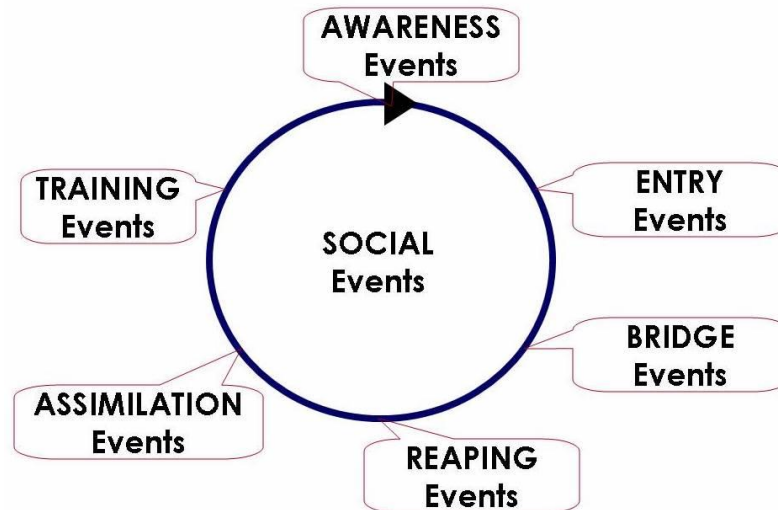 AWARENESS
Events
TRAINING
Events
ENTRY
Events
SOCIAL
Events
BRIDGE
Events
ASSIMILATION
Events
REAPING
Events